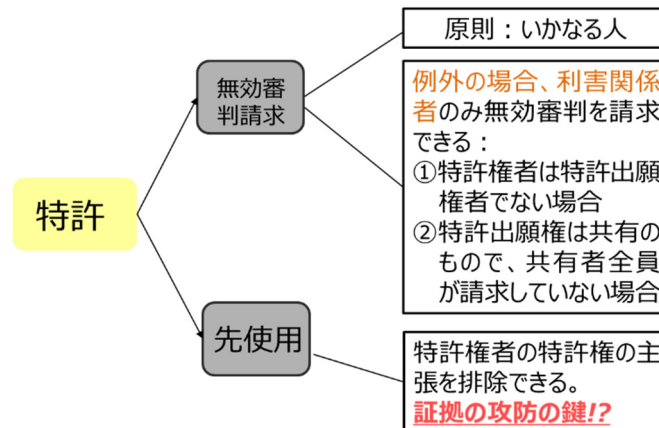 原則：いかなる人
無効審
判請求
例外の場合、利害関係
者のみ無効審判を請求
できる：
①特許権者は特許出願
権者でない場合
②特許出願権は共有の
もので、共有者全員
が請求していない場合
特許
先使用
特許権者の特許権の主
張を排除できる。
証拠の攻防の鍵!?